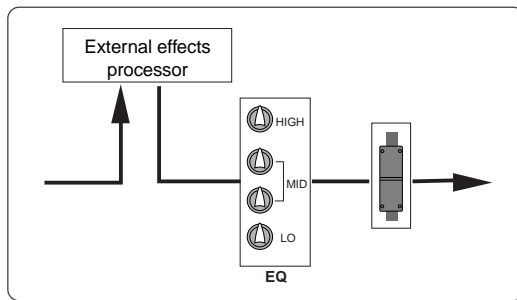 External effects
processor
HIGH
MID
LO
EQ